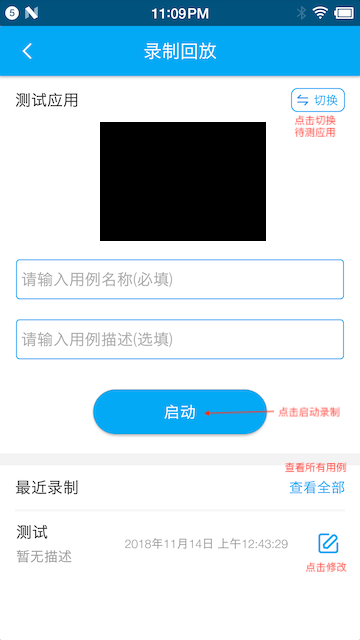 5 11:09PM
录制回放
测试应用
切换
点击切换
待测应用
请输入用例名称(必填)
请输入用例描述(选填)
启动
点击启动录制
查看所有用例
最近录制
查看全部
测试
暂无描述
2018年11月14日 上午12:43:29
点击修改